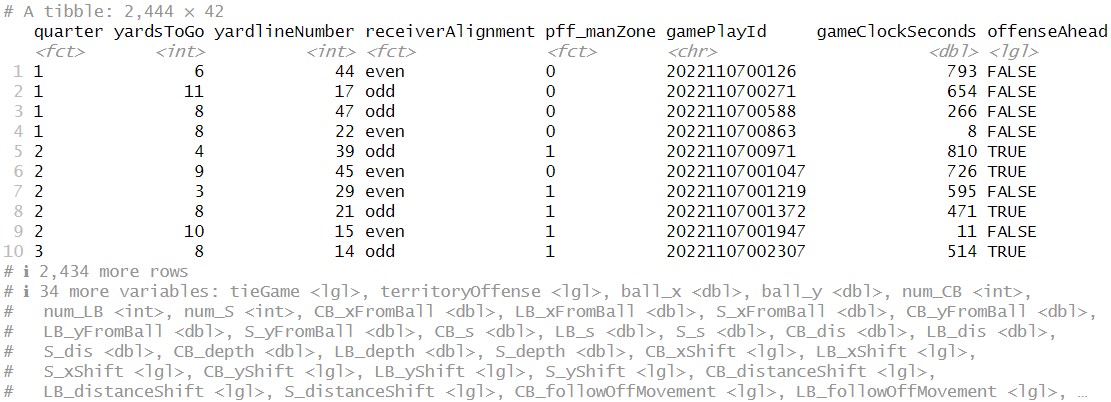 # A tibble: 2,444 × 42
quarter yardsToGo yardlineNumber receiverAlignment pff_manZone gamePlayId gameClockSeconds offenseAhead
<fct> <int> <int> <fct> <fct> <chr> <dbl> <lgl>
1 1 6 44 even 0 2022110700126 793 FALSE
2 1 11 17 odd 0 2022110700271 654 FALSE
3 1 8 47 odd 0 2022110700588 266 FALSE
4 1 8 22 even 0 2022110700863 8 FALSE
5 2 4 39 odd 1 2022110700971 810 TRUE
6 2 9 45 even 0 20221107001047 726 TRUE
7 2 3 29 even 1 20221107001219 595 FALSE
8 2 8 21 odd 1 20221107001372 471 TRUE
9 2 10 15 even 1 20221107001947 11 FALSE
10 3 8 14 odd 1 20221107002307 514 TRUE
# ℹ 2,434 more rows
# ℹ 34 more variables: tieGame <lgl>, territoryOffense <lgl>, ball_x <dbl>, ball_y <dbl>, num_CB <int>,
# num_LB <int>, num_S <int>, CB_xFromBall <dbl>, LB_xFromBall <dbl>, S_xFromBall <dbl>, CB_yFromBall <dbl>,
# LB_yFromBall <dbl>, S_yFromBall <dbl>, CB_s <dbl>, LB_s <dbl>, S_s <dbl>, CB_dis <dbl>, LB_dis <dbl>,
# S_dis <dbl>, CB_depth <dbl>, LB_depth <dbl>, S_depth <dbl>, CB_xShift <lgl>, LB_xShift <lgl>,
# S_xShift <lgl>, CB_yShift <lgl>, LB_yShift <lgl>, S_yShift <lgl>, CB_distanceShift <lgl>,
# LB_distanceShift <lgl>, S_distanceShift <lgl>, CB_followOffMovement <lgl>, LB_followOffMovement <lgl>, …